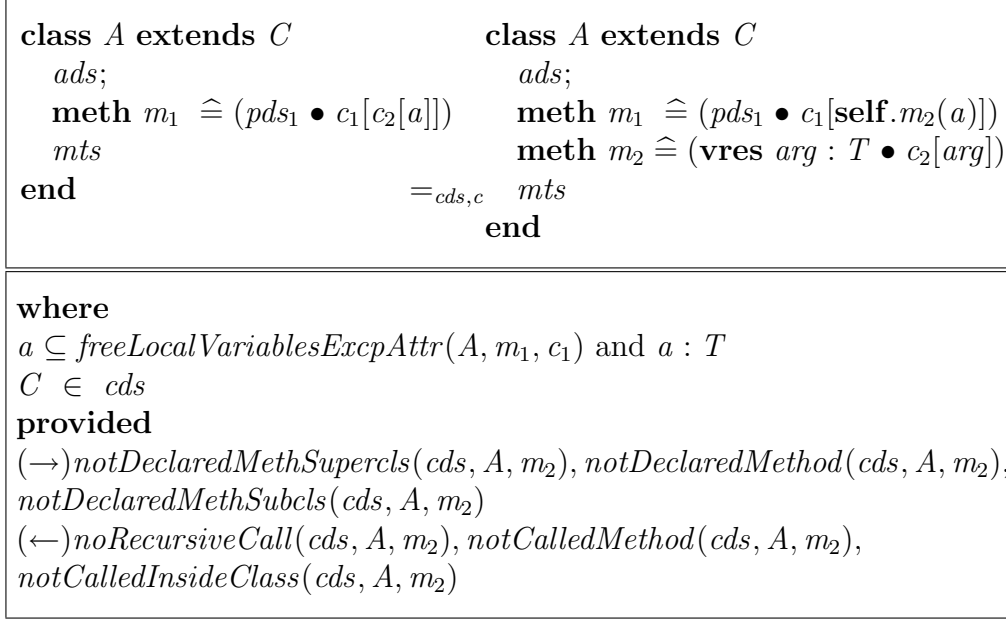 class A extends C class A extends C
ads; ads;
meth m₁ ≙ (pds₁ • c₁[c₂[a]]) meth m₁ ≙ (pds₁ • c₁[self.m₂(a)])
mts meth m₂ ≙ (vres arg : T • c₂[arg])
end =cds,c mts
end
where
a ⊆ freeLocalVariablesExcpAttr(A, m₁, c₁) and a : T
C ∈ cds
provided
(→)notDeclaredMethSupercls(cds, A, m₂), notDeclaredMethod(cds, A, m₂),
notDeclaredMethSubcls(cds, A, m₂)
(←)noRecursiveCall(cds, A, m₂), notCalledMethod(cds, A, m₂),
notCalledInsideClass(cds, A, m₂)